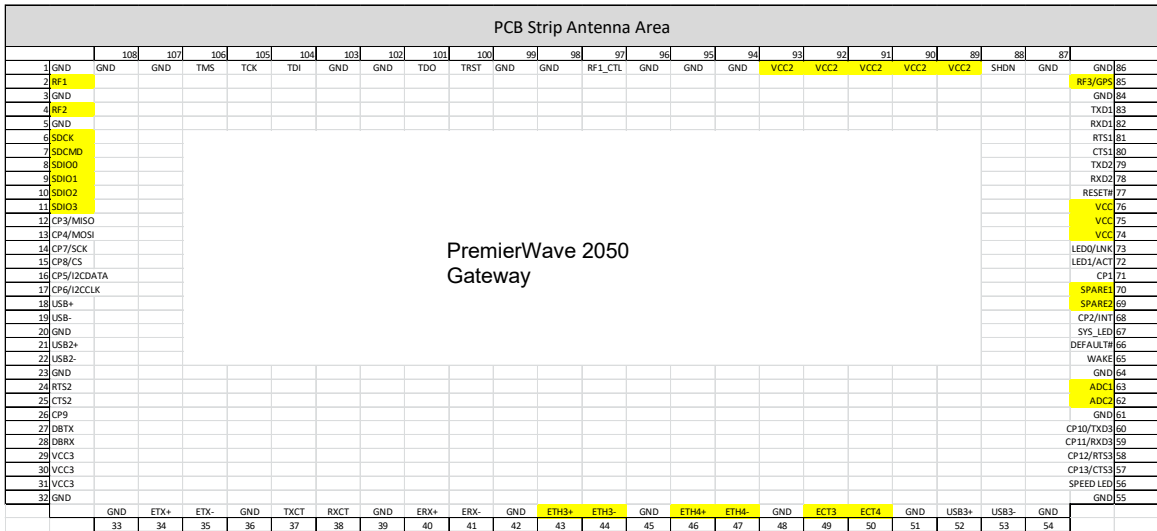 PCB Strip Antenna Area
108 107 106 105 104 103 102 101 100 99 98 97 96 95 94 93 92 91 90 89 88 87
1 GND GND GND TMS TCK TDI GND GND TDO TRST GND GND RF1_CTL GND GND GND VCC2 VCC2 VCC2 VCC2 VCC2 SHDN GND GND 86
2 RF1 RF3/GPS 85
3 GND GND 84
4 RF2 TXD1 83
5 GND RXD1 82
6 SDCK RTS1 81
7 SDCMD CTS1 80
8 SDIO0 TXD2 79
9 SDIO1 RXD2 78
10 SDIO2 RESET# 77
11 SDIO3 VCC 76
12 CP3/MISO VCC 75
13 CP4/MOSI VCC 74
14 CP7/SCK PremierWave 2050 LED0/LNK 73
15 CP8/CS Gateway LED1/ACT 72
16 CP5/I2CDATA CP1 71
17 CP6/I2CCLK SPARE1 70
18 USB+ SPARE2 69
19 USB- CP2/INT 68
20 GND SYS_LED 67
21 USB2+ DEFAULT# 66
22 USB2- WAKE 65
23 GND GND 64
24 RTS2 ADC1 63
25 CTS2 ADC2 62
26 CP9 GND 61
27 DBTX CP10/TXD3 60
28 DBRX CP11/RXD3 59
29 VCC3 CP12/RTS3 58
30 VCC3 CP13/CTS3 57
31 VCC3 SPEED LED 56
32 GND GND 55
GND ETX+ ETX- GND TXCT RXCT GND ERX+ ERX- GND ETH3+ ETH3- GND ETH4+ ETH4- GND ECT3 ECT4 GND USB3+ USB3- GND
33 34 35 36 37 38 39 40 41 42 43 44 45 46 47 48 49 50 51 52 53 54